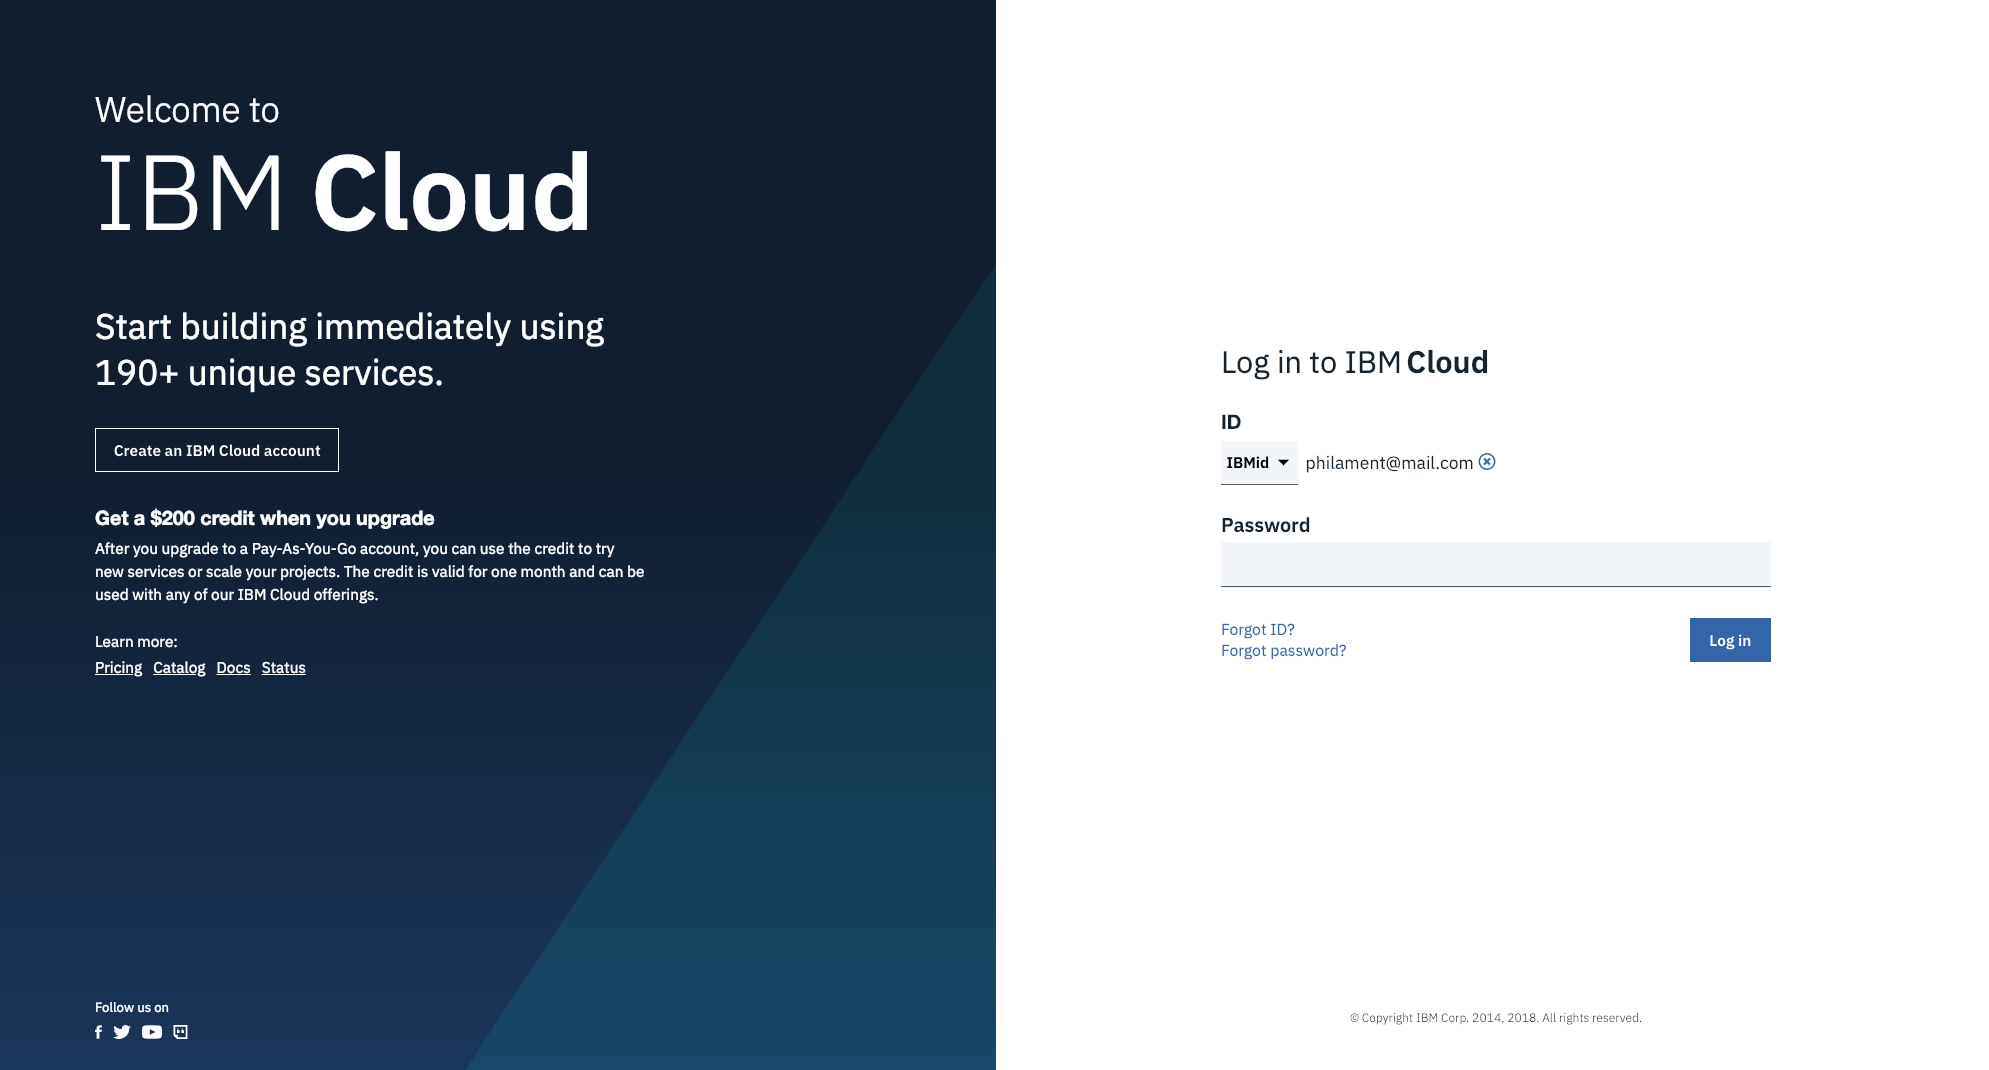 Welcome to
IBM Cloud
Start building immediately using
190+ unique services.
Create an IBM Cloud account
Get a $200 credit when you upgrade
After you upgrade to a Pay-As-You-Go account, you can use the credit to try
new services or scale your projects. The credit is valid for one month and can be
used with any of our IBM Cloud offerings.
Learn more:
Pricing Catalog Docs Status
Follow us on
Log in to IBM Cloud
ID
IBMid philament@mail.com
Password
Forgot ID?
Forgot password?
Log in
© Copyright IBM Corp. 2014, 2018. All rights reserved.